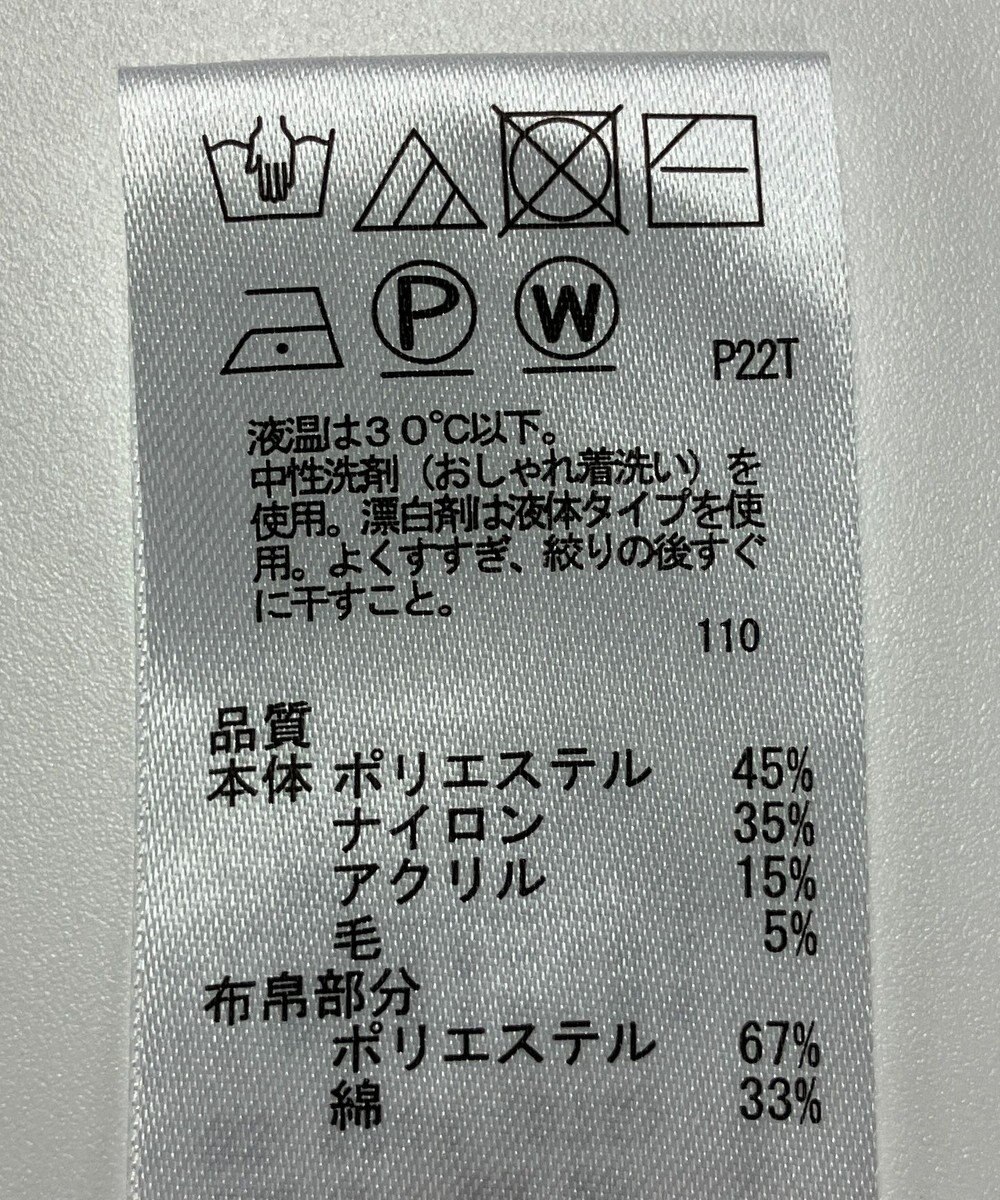 P W
P22T
液温は30℃以下。
中性洗剤（おしゃれ着洗い）を
使用。漂白剤は液体タイプを使
用。よくすすぎ、絞りの後すぐ
に干すこと。
110
品質
本体 ポリエステル 45%
ナイロン 35%
アクリル 15%
毛 5%
布帛部分
ポリエステル 67%
綿 33%